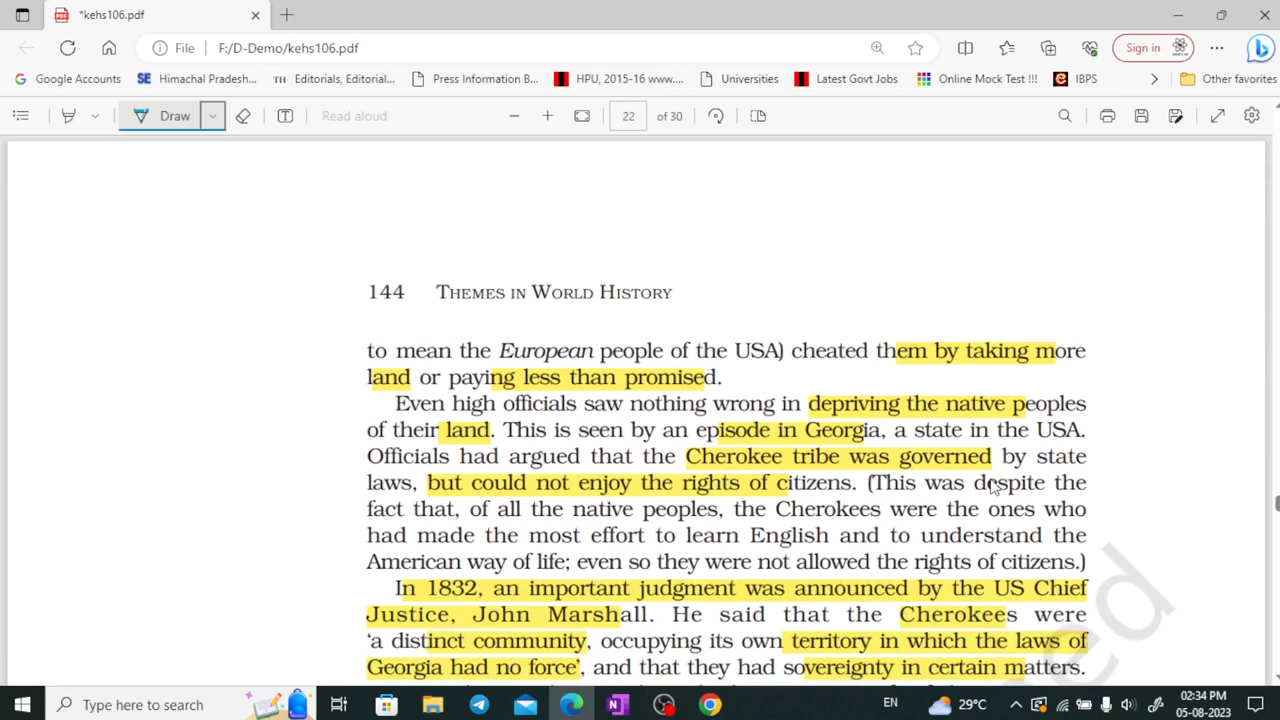 *kehs106.pdf
File
F:/D-Demo/kehs106.pdf
Sign in
Google Accounts
Himachal Pradesh...
Editorials, Editorial...
Press Information B...
HPU, 2015-16 www....
Universities
Latest Govt Jobs
Online Mock Test !!!
IBPS
Other favorites
Draw
Read aloud
22 of 30
144 THEMES IN WORLD HISTORY
to mean the European people of the USA) cheated them by taking more
land or paying less than promised.
Even high officials saw nothing wrong in depriving the native peoples
of their land. This is seen by an episode in Georgia, a state in the USA.
Officials had argued that the Cherokee tribe was governed by state
laws, but could not enjoy the rights of citizens. (This was despite the
fact that, of all the native peoples, the Cherokees were the ones who
had made the most effort to learn English and to understand the
American way of life; even so they were not allowed the rights of citizens.)
In 1832, an important judgment was announced by the US Chief
Justice, John Marshall. He said that the Cherokees were
‘a distinct community, occupying its own territory in which the laws of
Georgia had no force’, and that they had sovereignty in certain matters.
Type here to search
EN
29°C
02:34 PM
05-08-2023